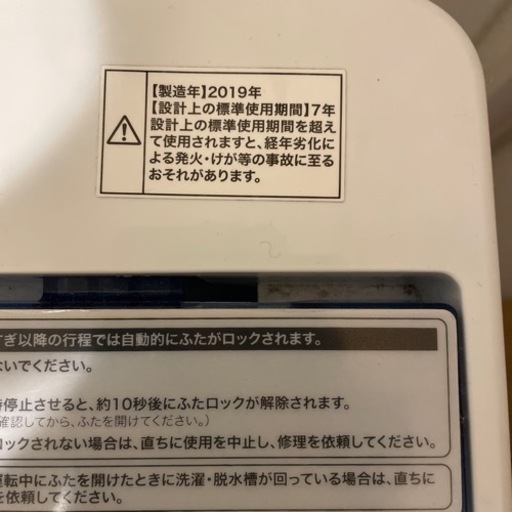 【製造年】2019年
【設計上の標準使用期間】7年
設計上の標準使用期間を超え
て使用されますと、経年劣化に
よる発火・けが等の事故に至る
おそれがあります。
すぎ以降の行程では自動的にふたがロックされます。
ないでください。
停止させると、約10秒後にふたロックが解除されます。
確認してから、ふたを開けてください。）
ロックされない場合は、直ちに使用を中止し、修理を依頼してください。
運転中にふたを開けたときに洗濯・脱水槽が回っている場合は、直ちに
を依頼してください。